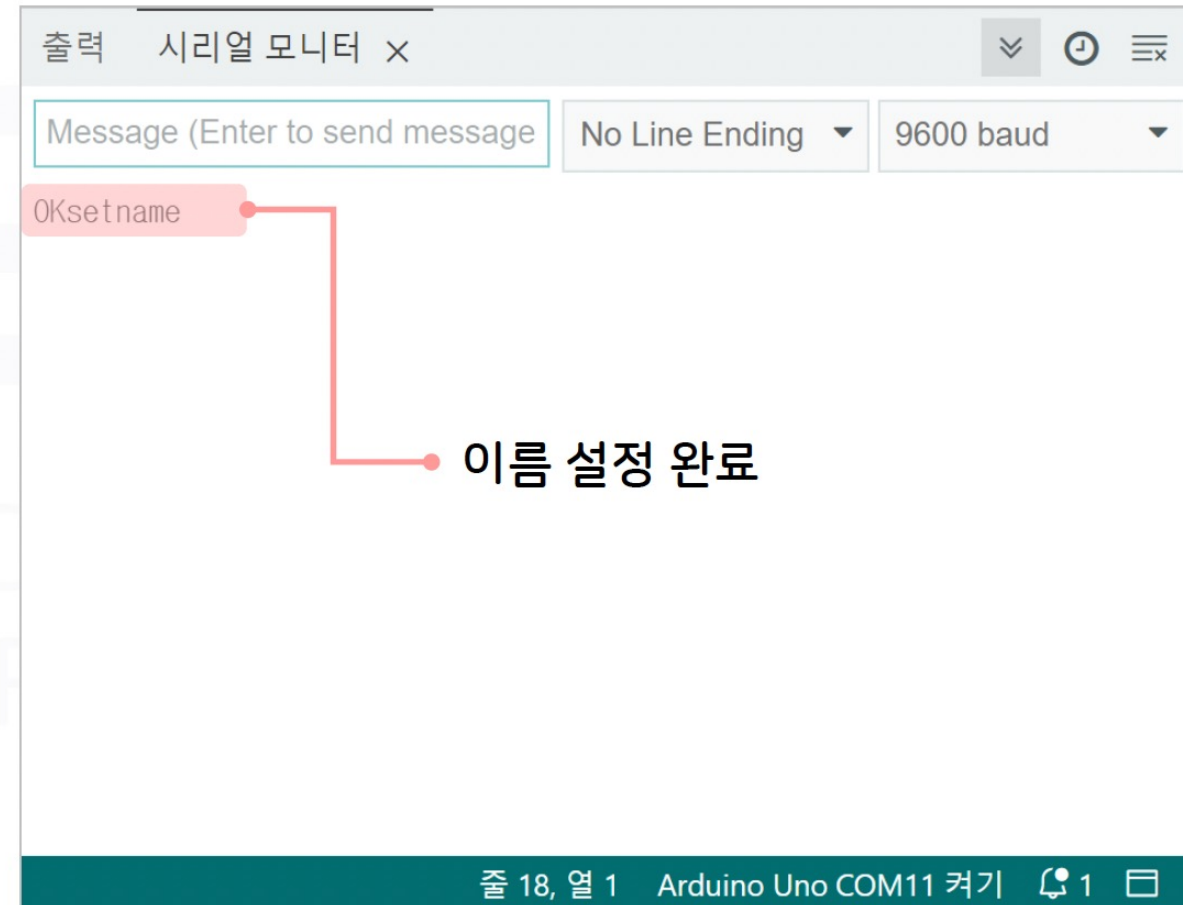 출력 시리얼 모니터
Message (Enter to send message No Line Ending 9600 baud
OKsetname
이름 설정 완료
줄 18, 열 1 Arduino Uno COM11 켜기 1